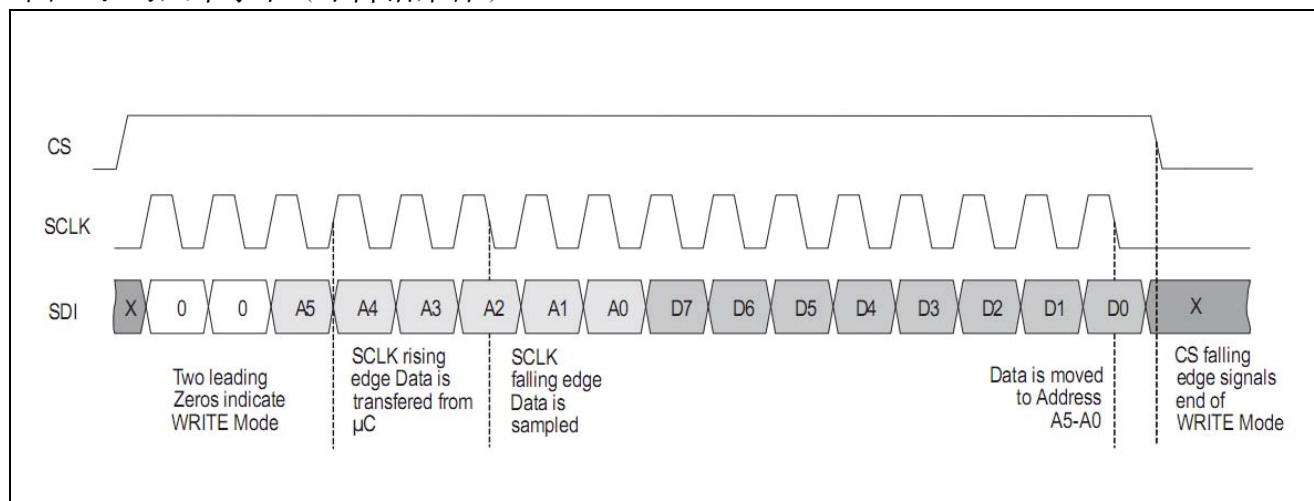 CS
SCLK
SDI X 0 0 A5 A4 A3 A2 A1 A0 D7 D6 D5 D4 D3 D2 D1 D0 X
Two leading
Zeros indicate
WRITE Mode
SCLK rising
edge Data is
transfered from
µC
SCLK
falling edge
Data is
sampled
Data is moved
to Address
A5-A0
CS falling
edge signals
end of
WRITE Mode